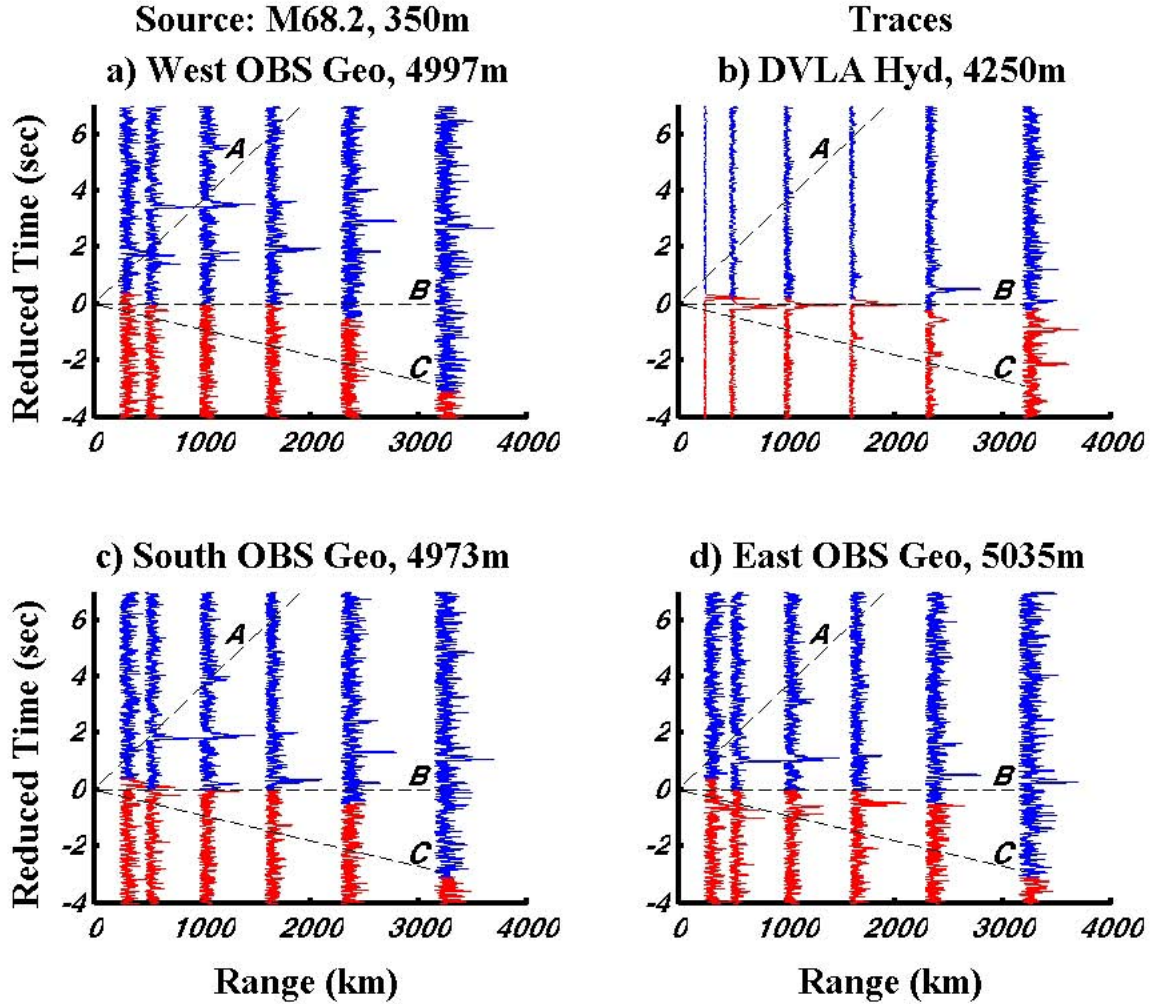 Source: M68.2, 350m
Traces
a) West OBS Geo, 4997m
b) DVLA Hyd, 4250m
Reduced Time (sec)
6
4
2
0
-2
-4
A
B
C
0
1000
2000
3000
4000
6
4
2
0
-2
-4
A
B
C
0
1000
2000
3000
4000
c) South OBS Geo, 4973m
d) East OBS Geo, 5035m
Reduced Time (sec)
6
4
2
0
-2
-4
A
B
C
0
1000
2000
3000
4000
Range (km)
6
4
2
0
-2
-4
A
B
C
0
1000
2000
3000
4000
Range (km)